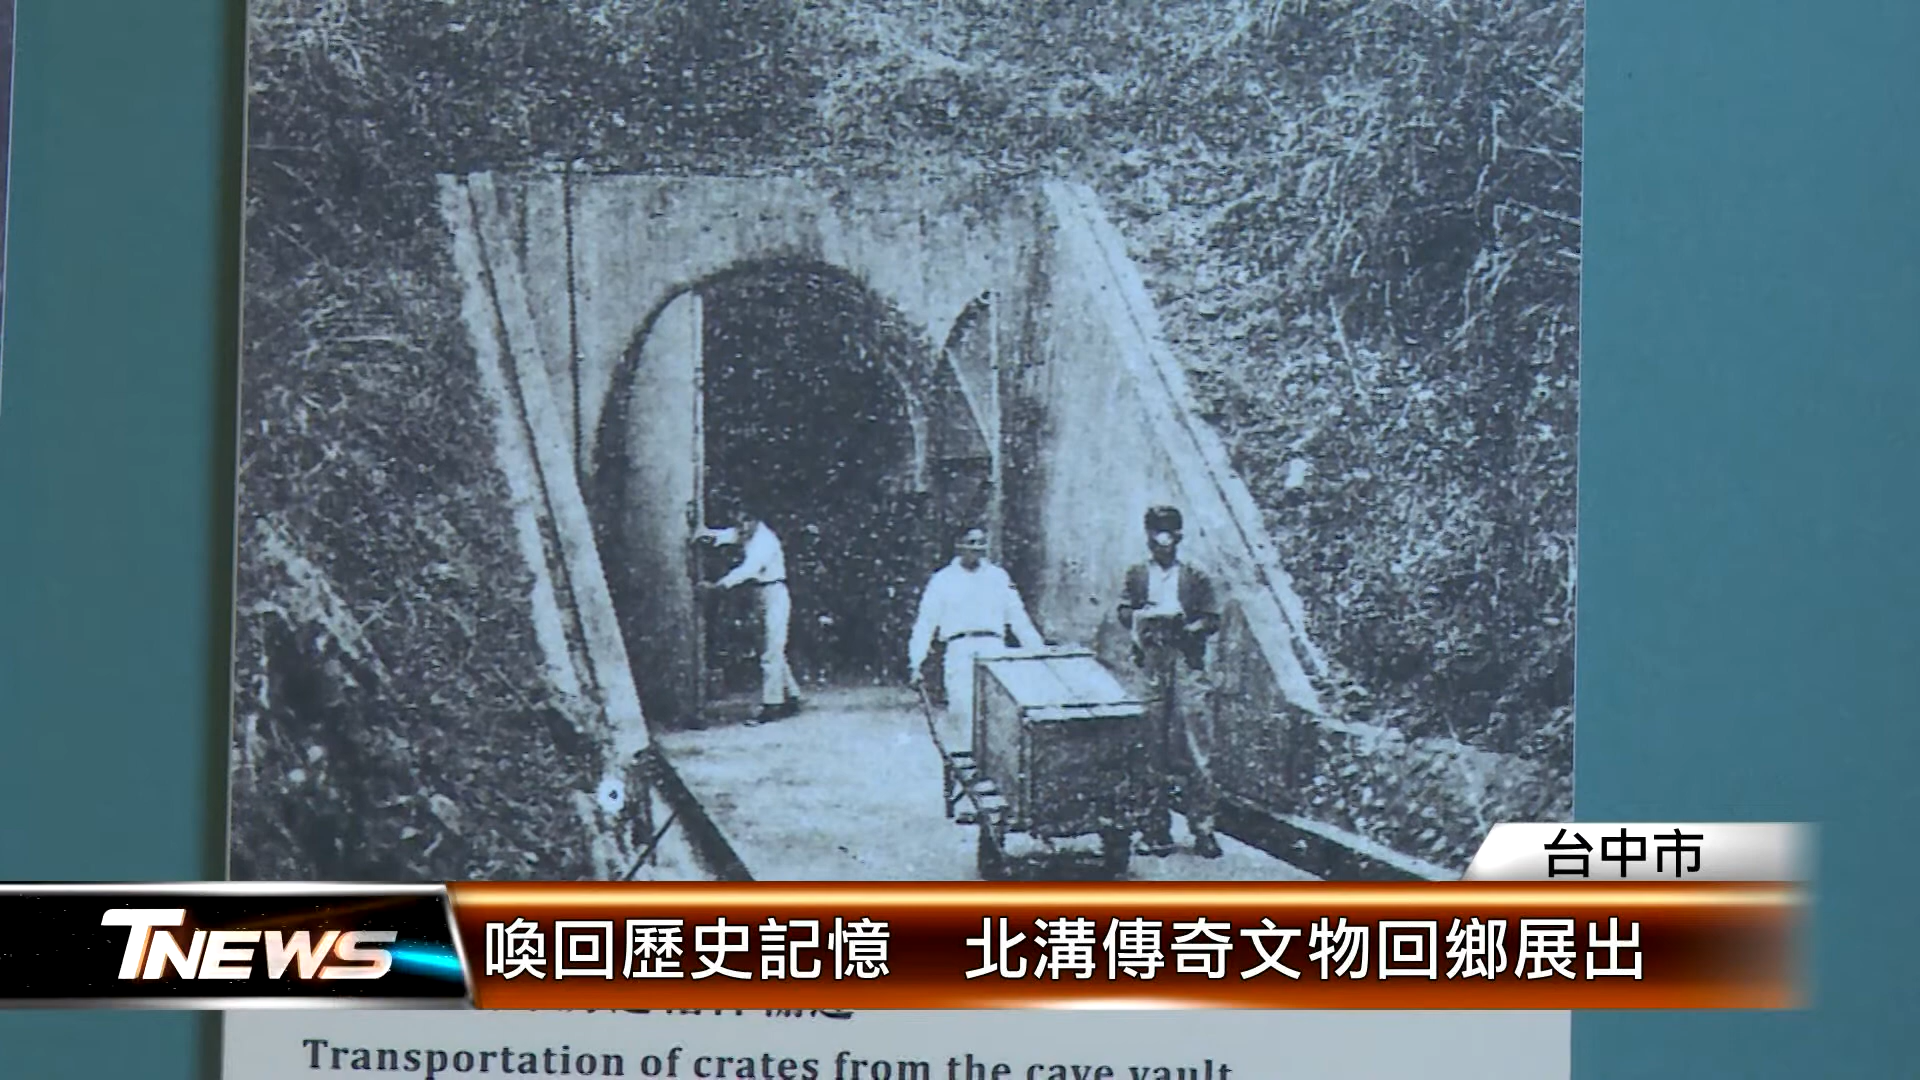 台中市
TNEWS
喚回歷史記憶 北溝傳奇文物回鄉展出
Transportation of crates from the cave vault